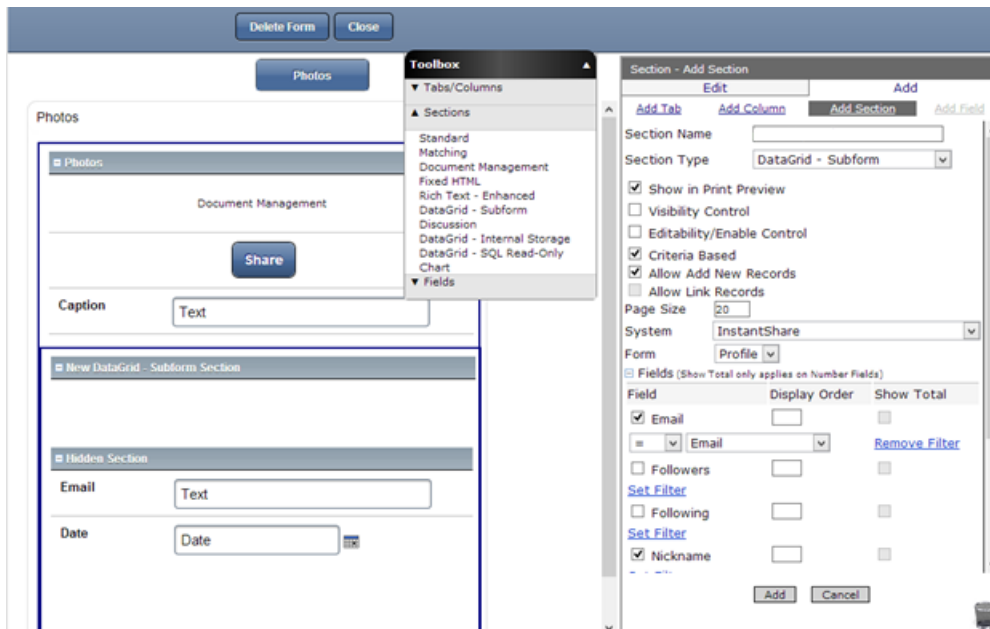 Delete Form Close
Photos
Photos
Photos
Document Management
Share
Caption Text
New DataGrid - Subform Section
Hidden Section
Email Text
Date Date
Toolbox
Tabs/Columns
Sections
Standard
Matching
Document Management
Fixed HTML
Rich Text - Enhanced
DataGrid - Subform
Discussion
DataGrid - Internal Storage
DataGrid - SQL Read-Only
Chart
Fields
Section - Add Section
Edit Add
Add Tab Add Column Add Section Add Field
Section Name
Section Type DataGrid - Subform
Show in Print Preview
Visibility Control
Editability/Enable Control
Criteria Based
Allow Add New Records
Allow Link Records
Page Size 20
System InstantShare
Form Profile
Fields (Show Total only applies on Number Fields)
Field Display Order Show Total
Email
= Email Remove Filter
Followers
Set Filter
Following
Set Filter
Nickname
Add Cancel